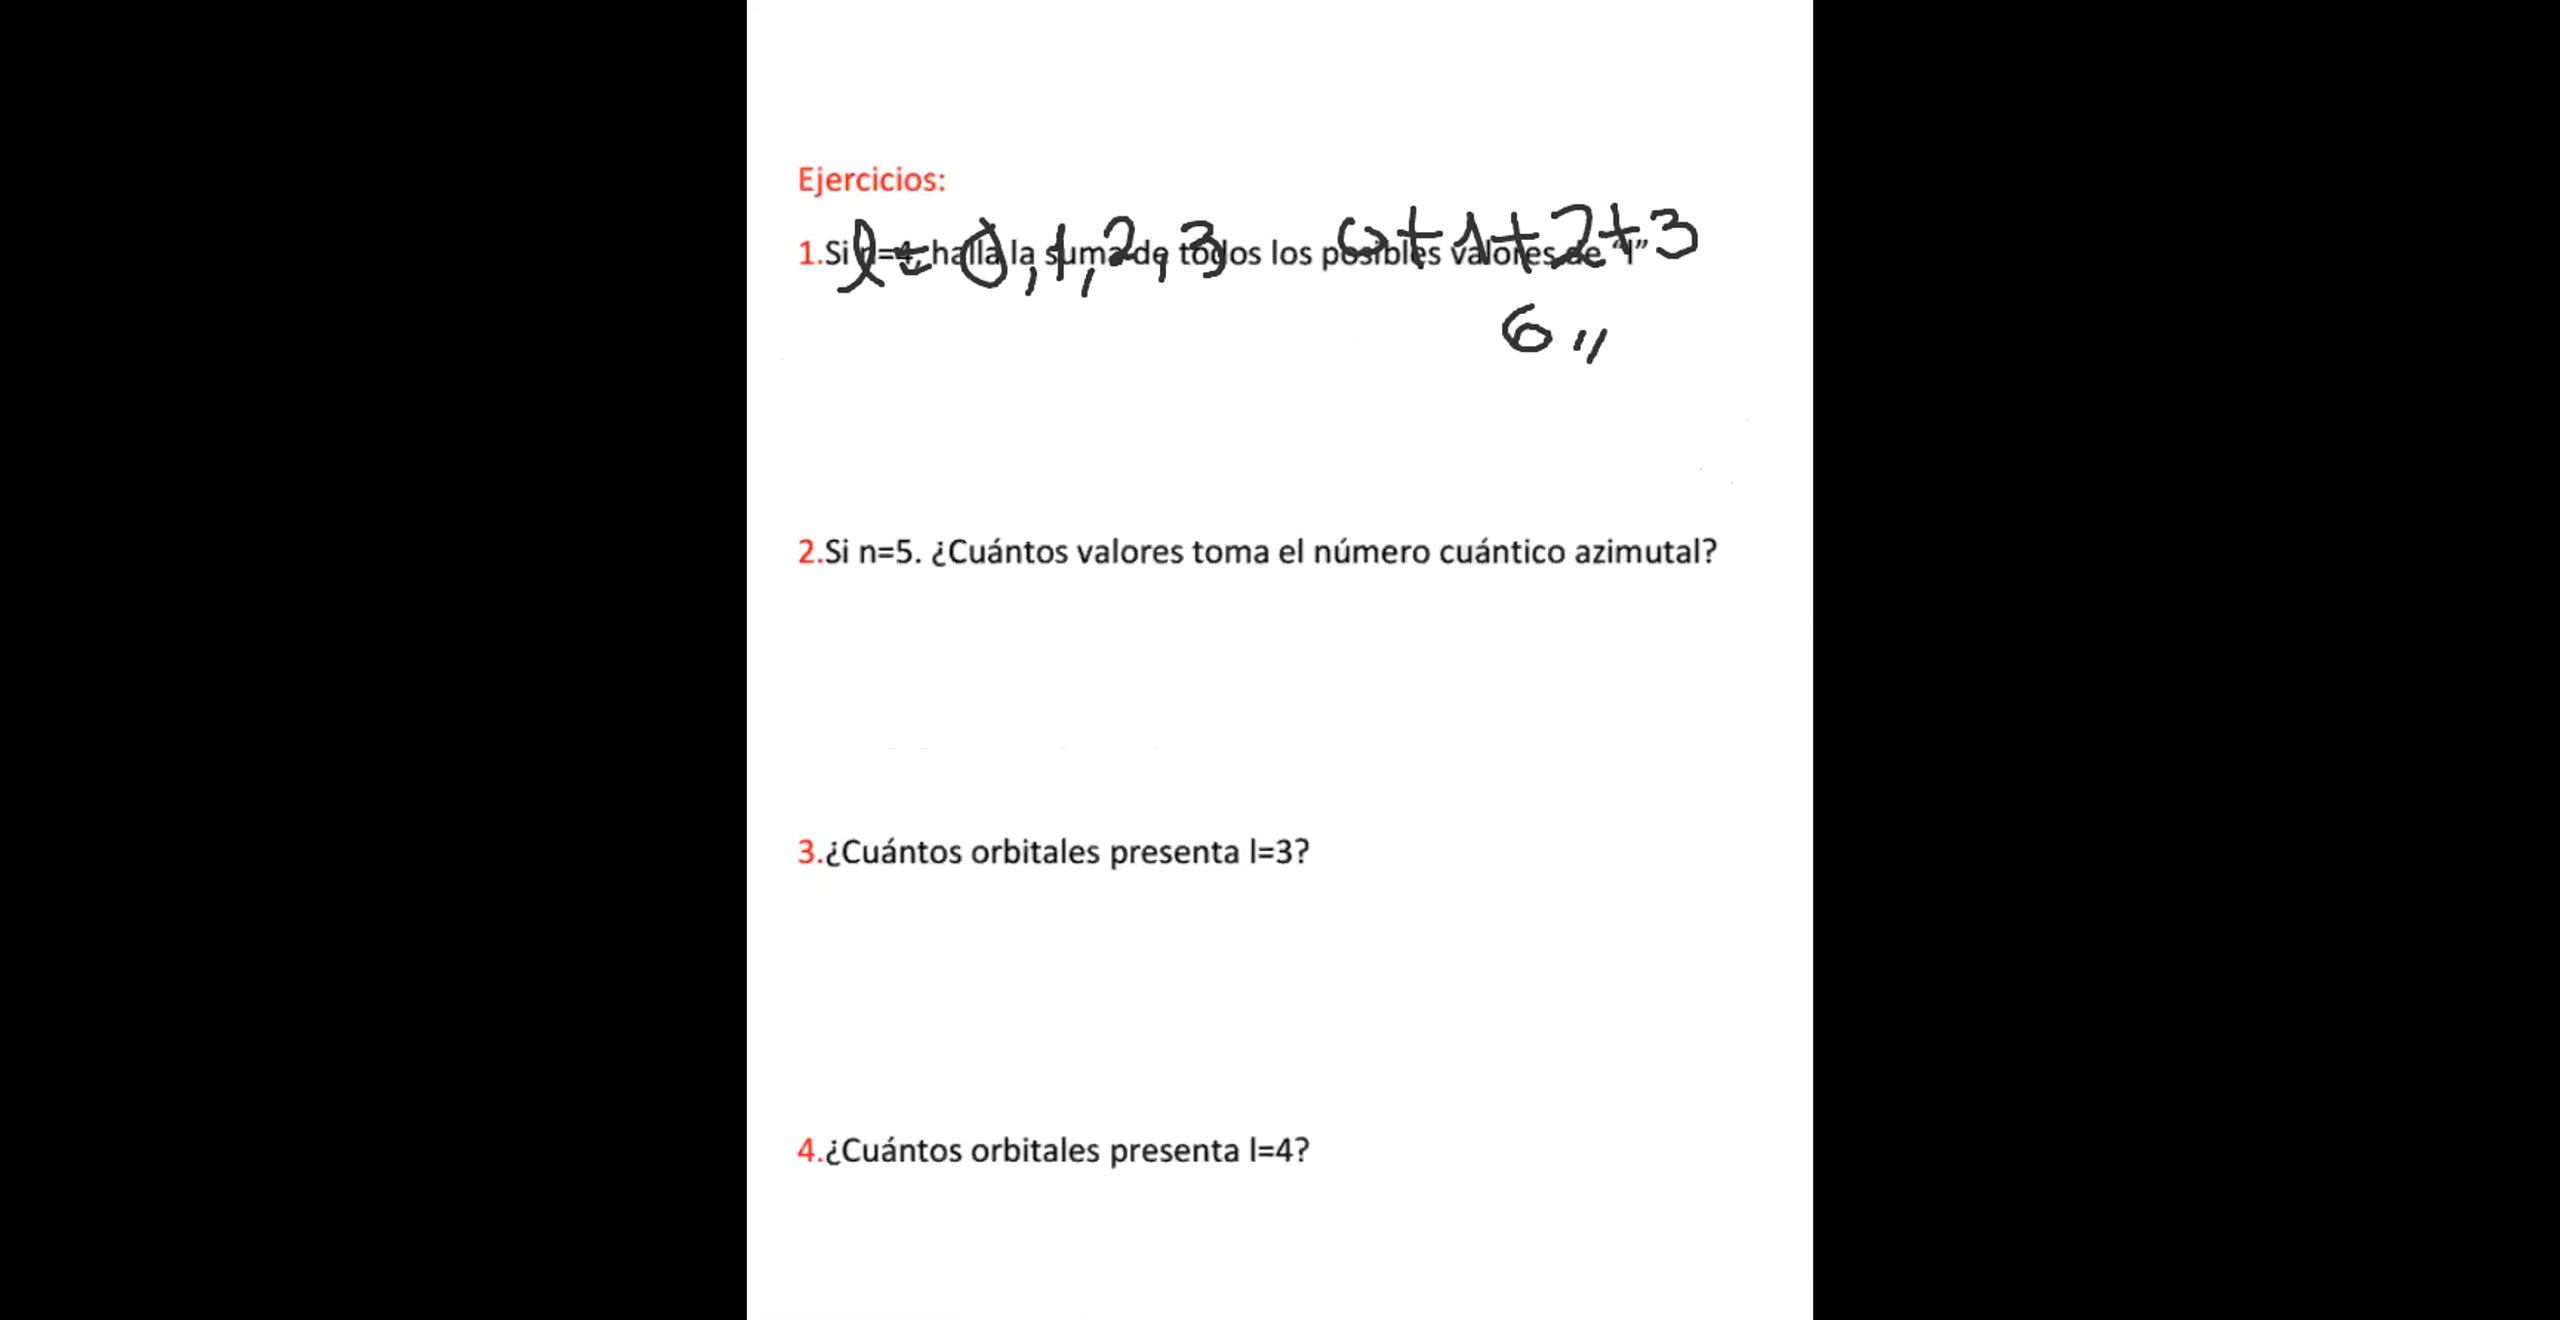 Ejercicios:
l= 0,1,2,3 0+1+2+3
1.Si n=4, halla la suma de todos los posibles valores de "l"
6,,
2.Si n=5. ¿Cuántos valores toma el número cuántico azimutal?
3.¿Cuántos orbitales presenta l=3?
4.¿Cuántos orbitales presenta l=4?